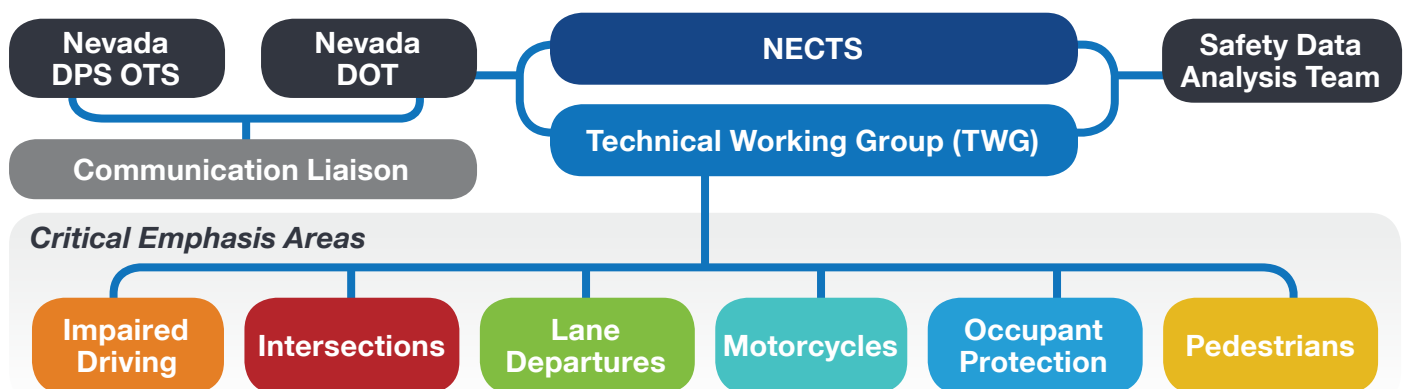 Nevada
DPS OTS
Nevada
DOT
NECTS
Safety Data
Analysis Team
Technical Working Group (TWG)
Communication Liaison
Critical Emphasis Areas
Impaired
Driving
Intersections
Lane
Departures
Motorcycles
Occupant
Protection
Pedestrians